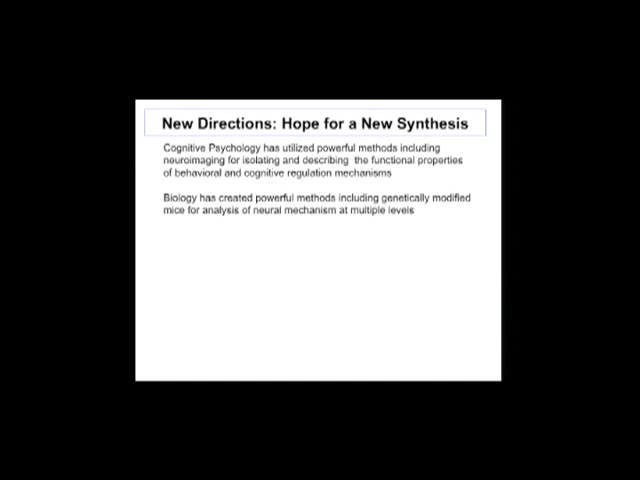 New Directions: Hope for a New Synthesis
Cognitive Psychology has utilized powerful methods including
neuroimaging for isolating and describing the functional properties
of behavioral and cognitive regulation mechanisms
Biology has created powerful methods including genetically modified
mice for analysis of neural mechanism at multiple levels